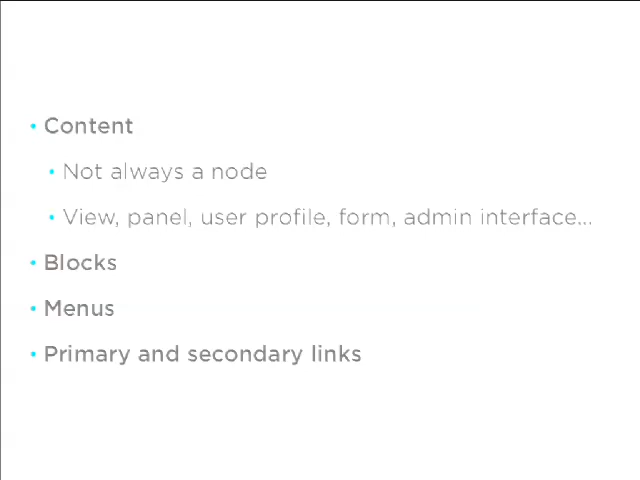 • Content
• Not always a node
• View, panel, user profile, form, admin interface...
• Blocks
• Menus
• Primary and secondary links